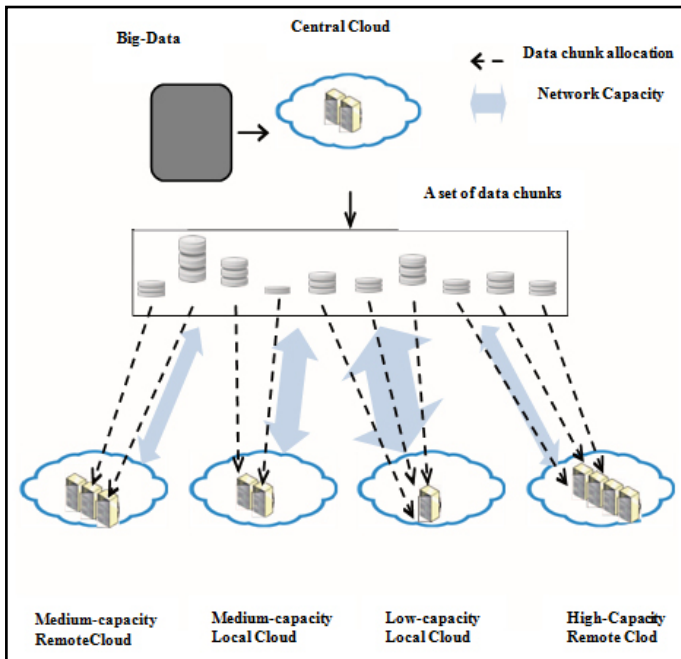 Big-Data
Central Cloud
Data chunk allocation
Network Capacity
A set of data chunks
Medium-capacity
RemoteCloud
Medium-capacity
Local Cloud
Low-capacity
Local Cloud
High-Capacity
Remote Clod